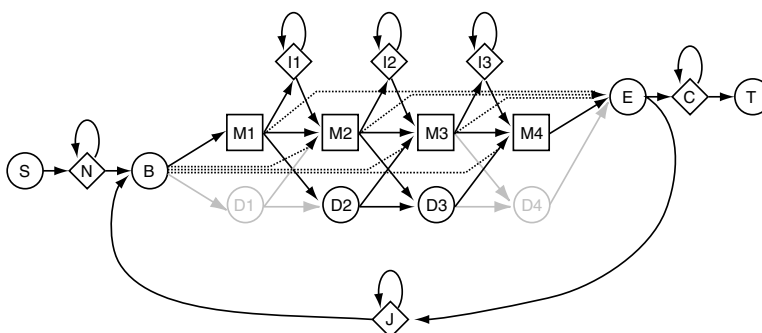 I1 I2 I3
E C T
M1 M2 M3 M4
S N B
D1 D2 D3 D4
J